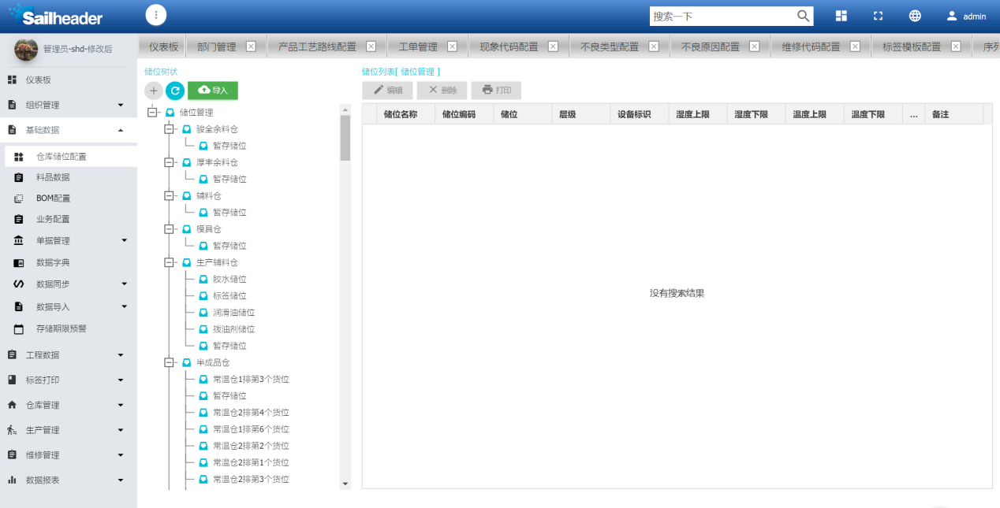 Sailheader
搜索一下
admin
管理员-shd-修改后
仪表板
部门管理
产品工艺路线配置
工单管理
现象代码配置
不良类型配置
不良原因配置
维修代码配置
标签模板配置
序列
仪表板
组织管理
基础数据
仓库储位配置
料品数据
BOM配置
业务配置
单据管理
数据字典
数据同步
数据导入
存储期限预警
工程数据
标签打印
仓库管理
生产管理
维修管理
数据报表
储位树状
导入
储位管理
骏全余料仓
暂存储位
厚丰余料仓
暂存储位
辅料仓
暂存储位
模具仓
暂存储位
生产辅料仓
胶水储位
标签储位
润滑油储位
拨油剂储位
暂存储位
半成品仓
常温仓1排第3个货位
暂存储位
常温仓2排第4个货位
常温仓1排第6个货位
常温仓2排第2个货位
常温仓2排第1个货位
常温仓2排第3个货位
储位列表[ 储位管理 ]
编辑
删除
打印
储位名称 储位编码 储位 层级 设备标识 湿度上限 湿度下限 温度上限 温度下限 ... 备注
没有搜索结果